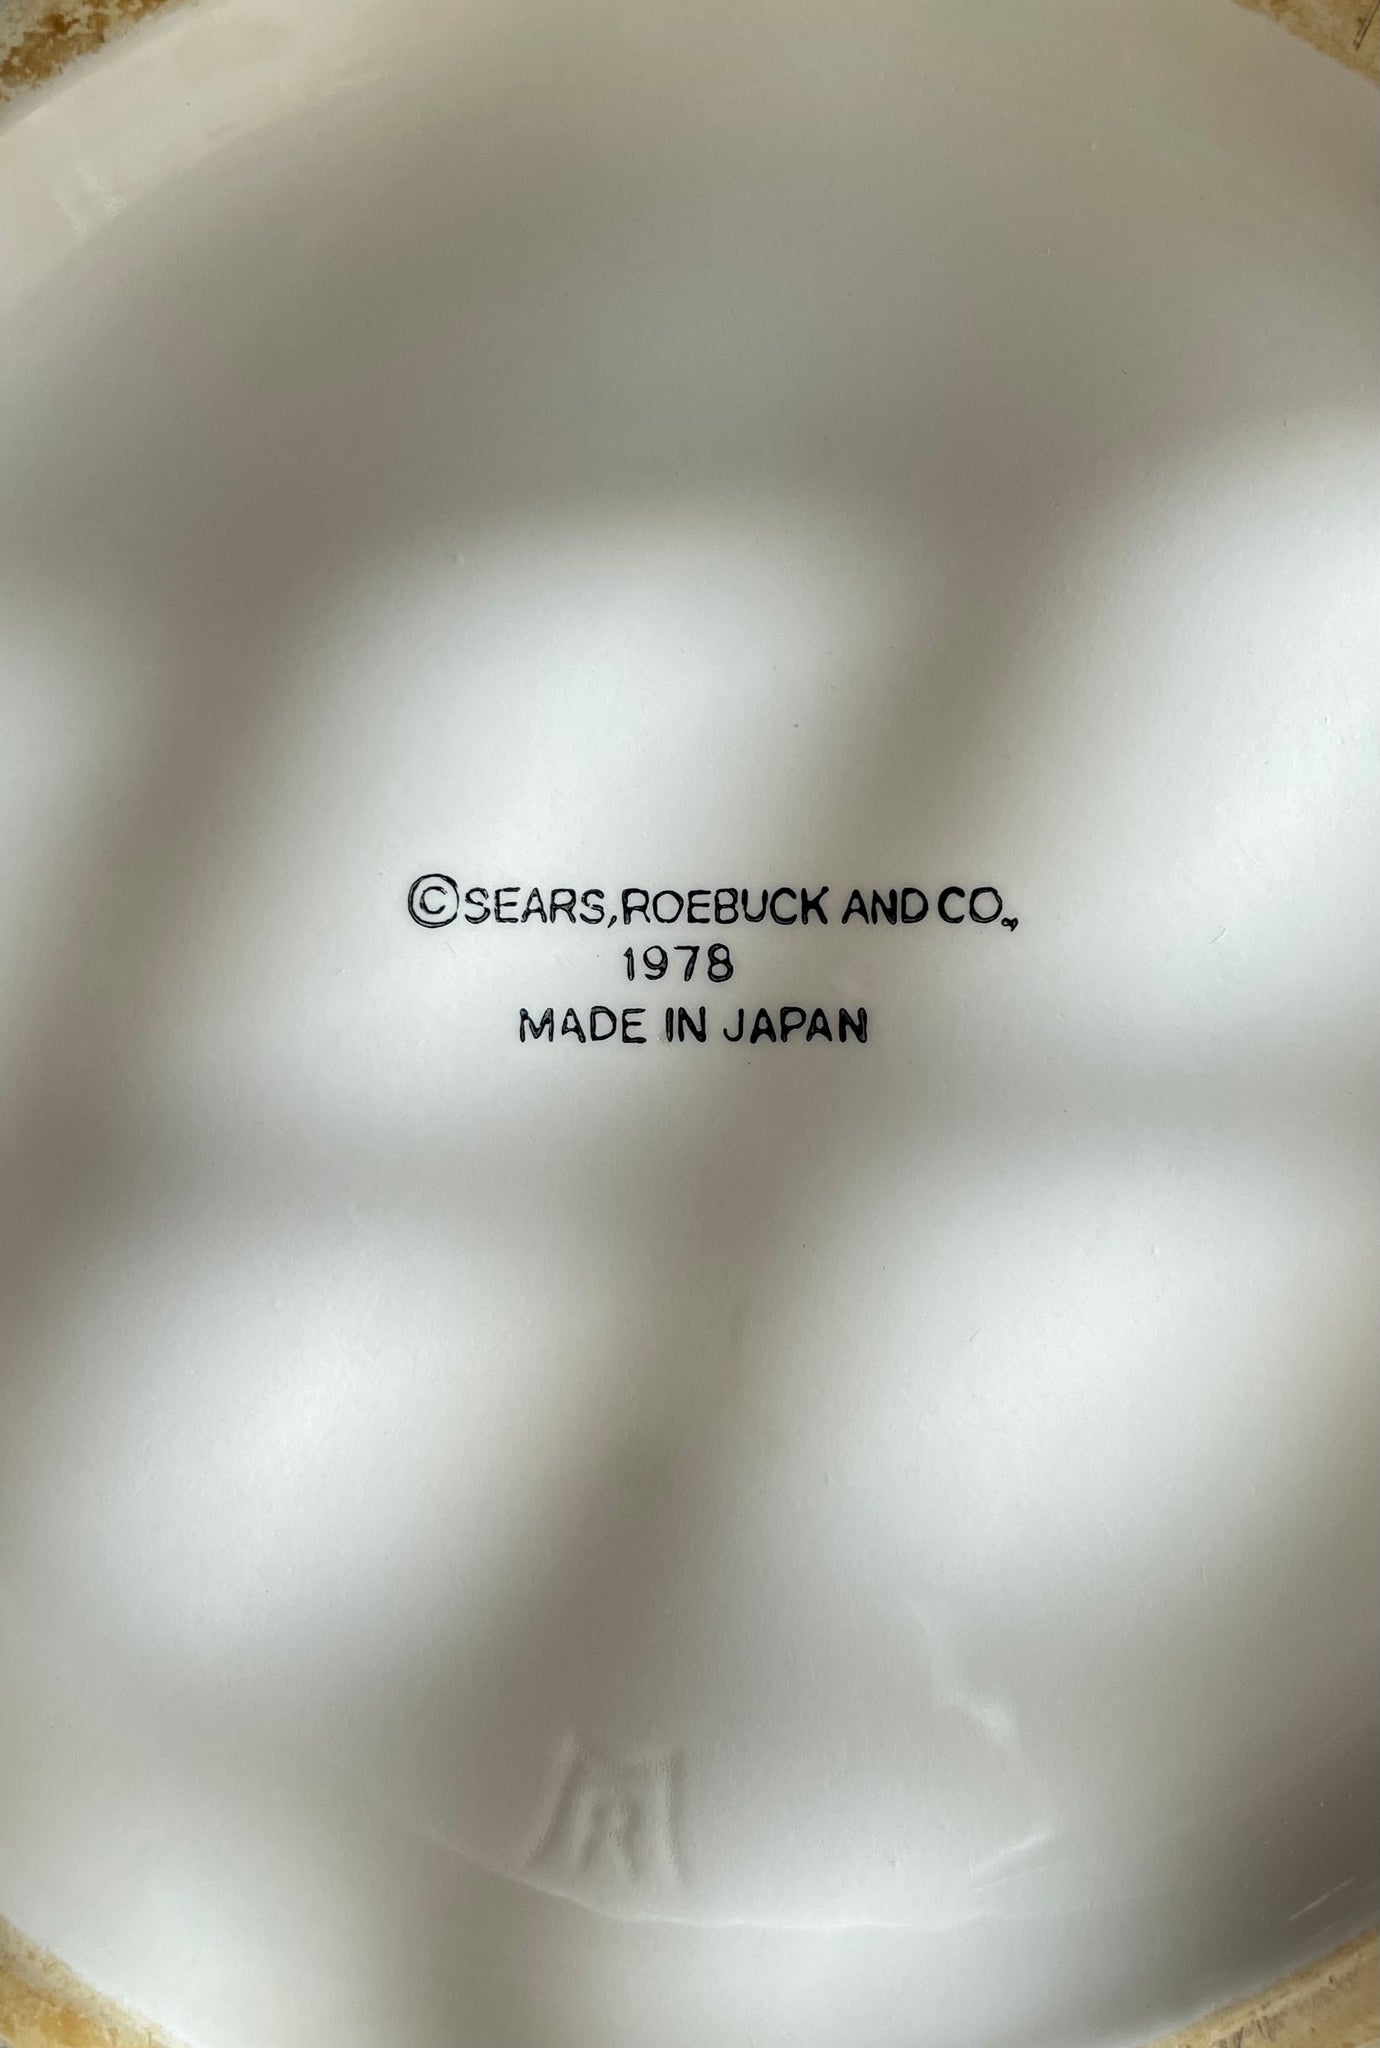 ©SEARS, ROEBUCK AND CO.,
1978
MADE IN JAPAN